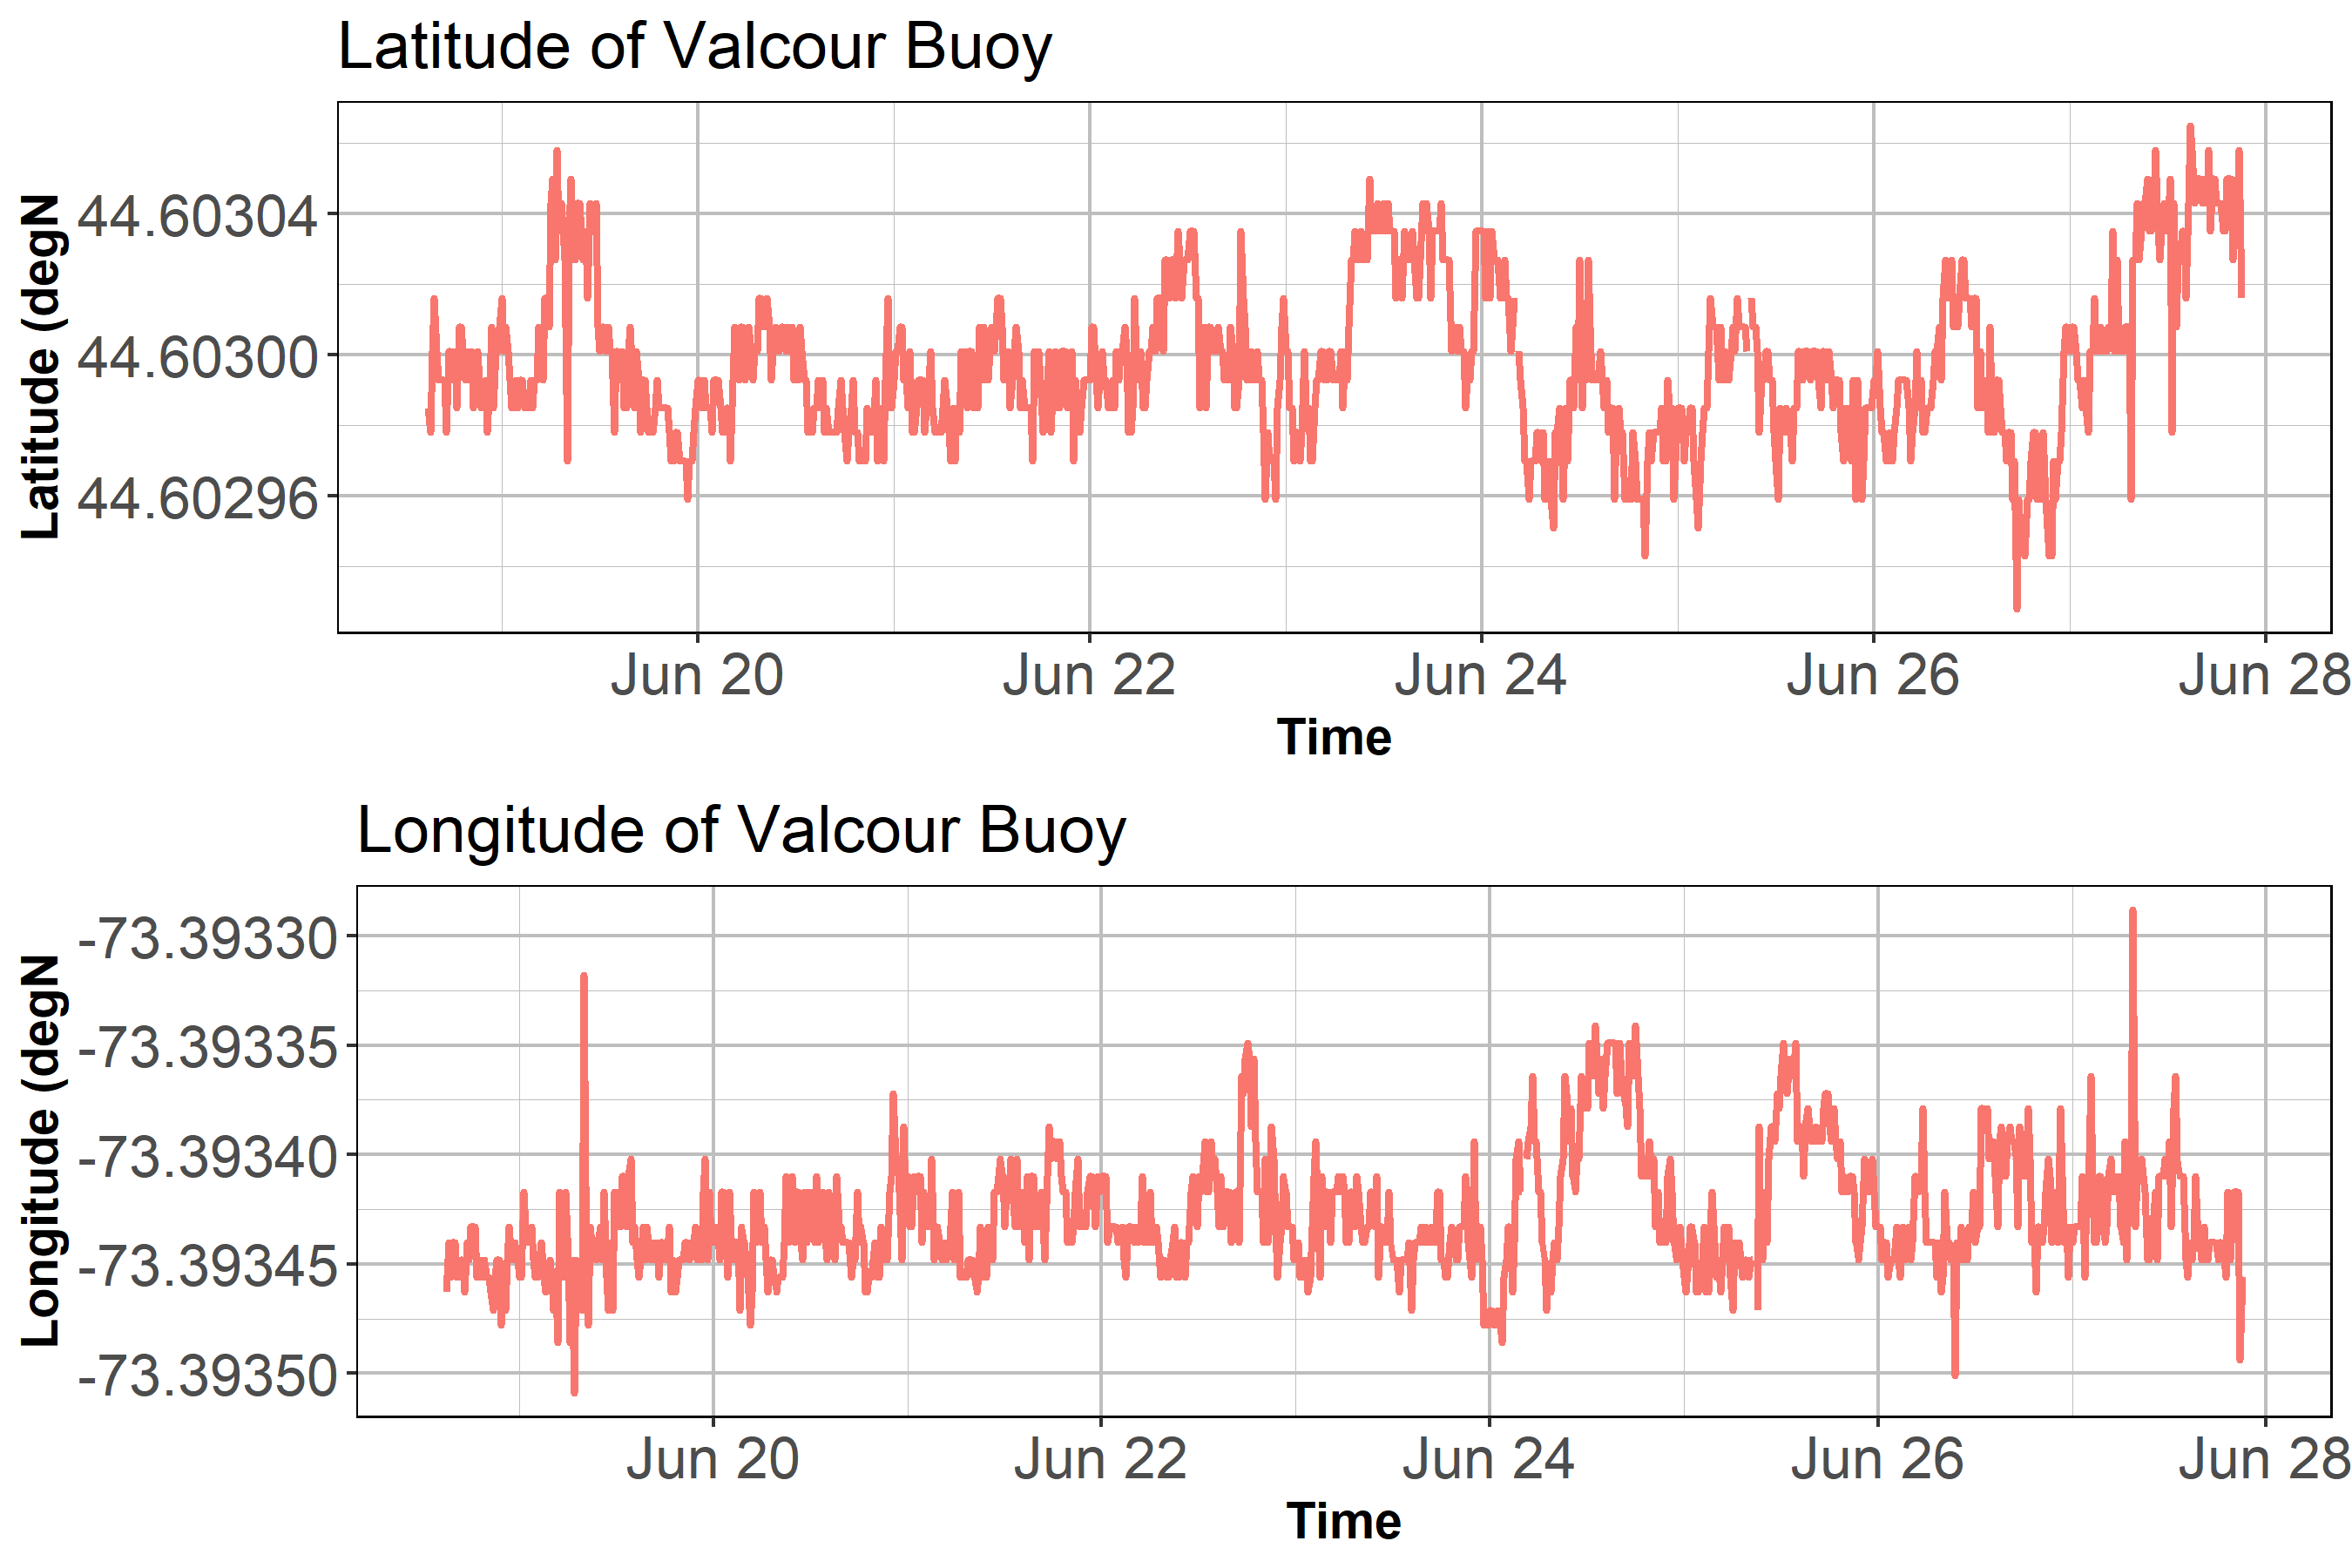 Latitude of Valcour Buoy
Latitude (degN
44.60304
44.60300
44.60296
Jun 20 Jun 22 Jun 24 Jun 26 Jun 28
Time
Longitude of Valcour Buoy
Longitude (degN
-73.39330
-73.39335
-73.39340
-73.39345
-73.39350
Jun 20 Jun 22 Jun 24 Jun 26 Jun 28
Time